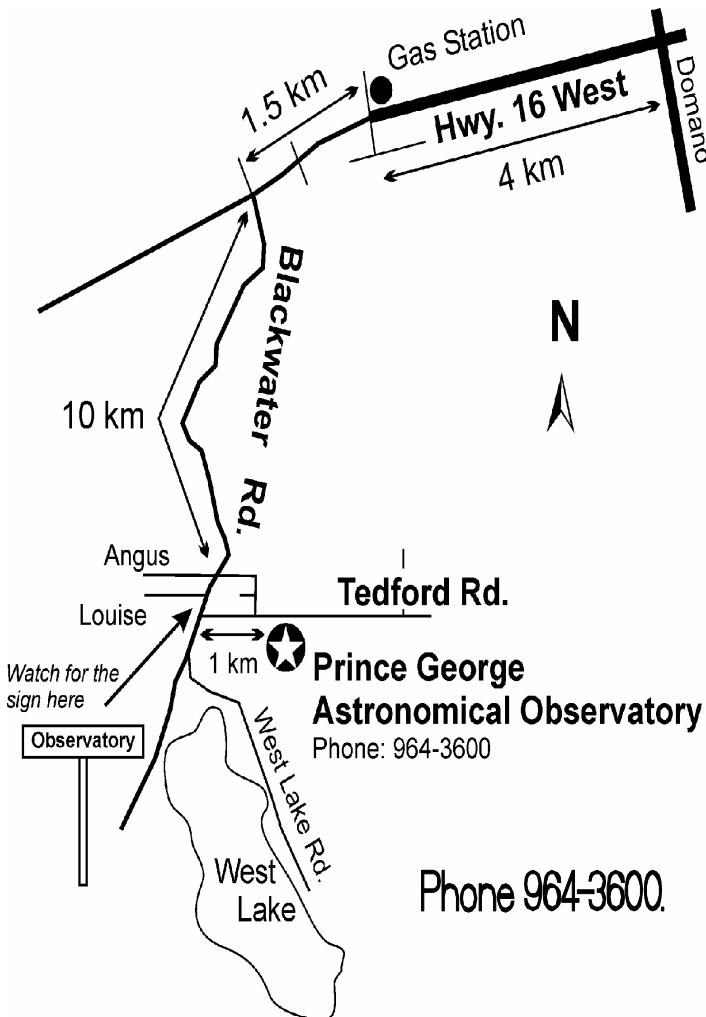 Gas Station
1.5 km
Hwy. 16 West
Domano
4 km
Blackwater Rd.
N
10 km
Angus
Tedford Rd.
Louise
1 km
Watch for the
sign here
Prince George
Astronomical Observatory
Phone: 964-3600
Observatory
West Lake Rd.
West
Lake
Phone 964-3600.